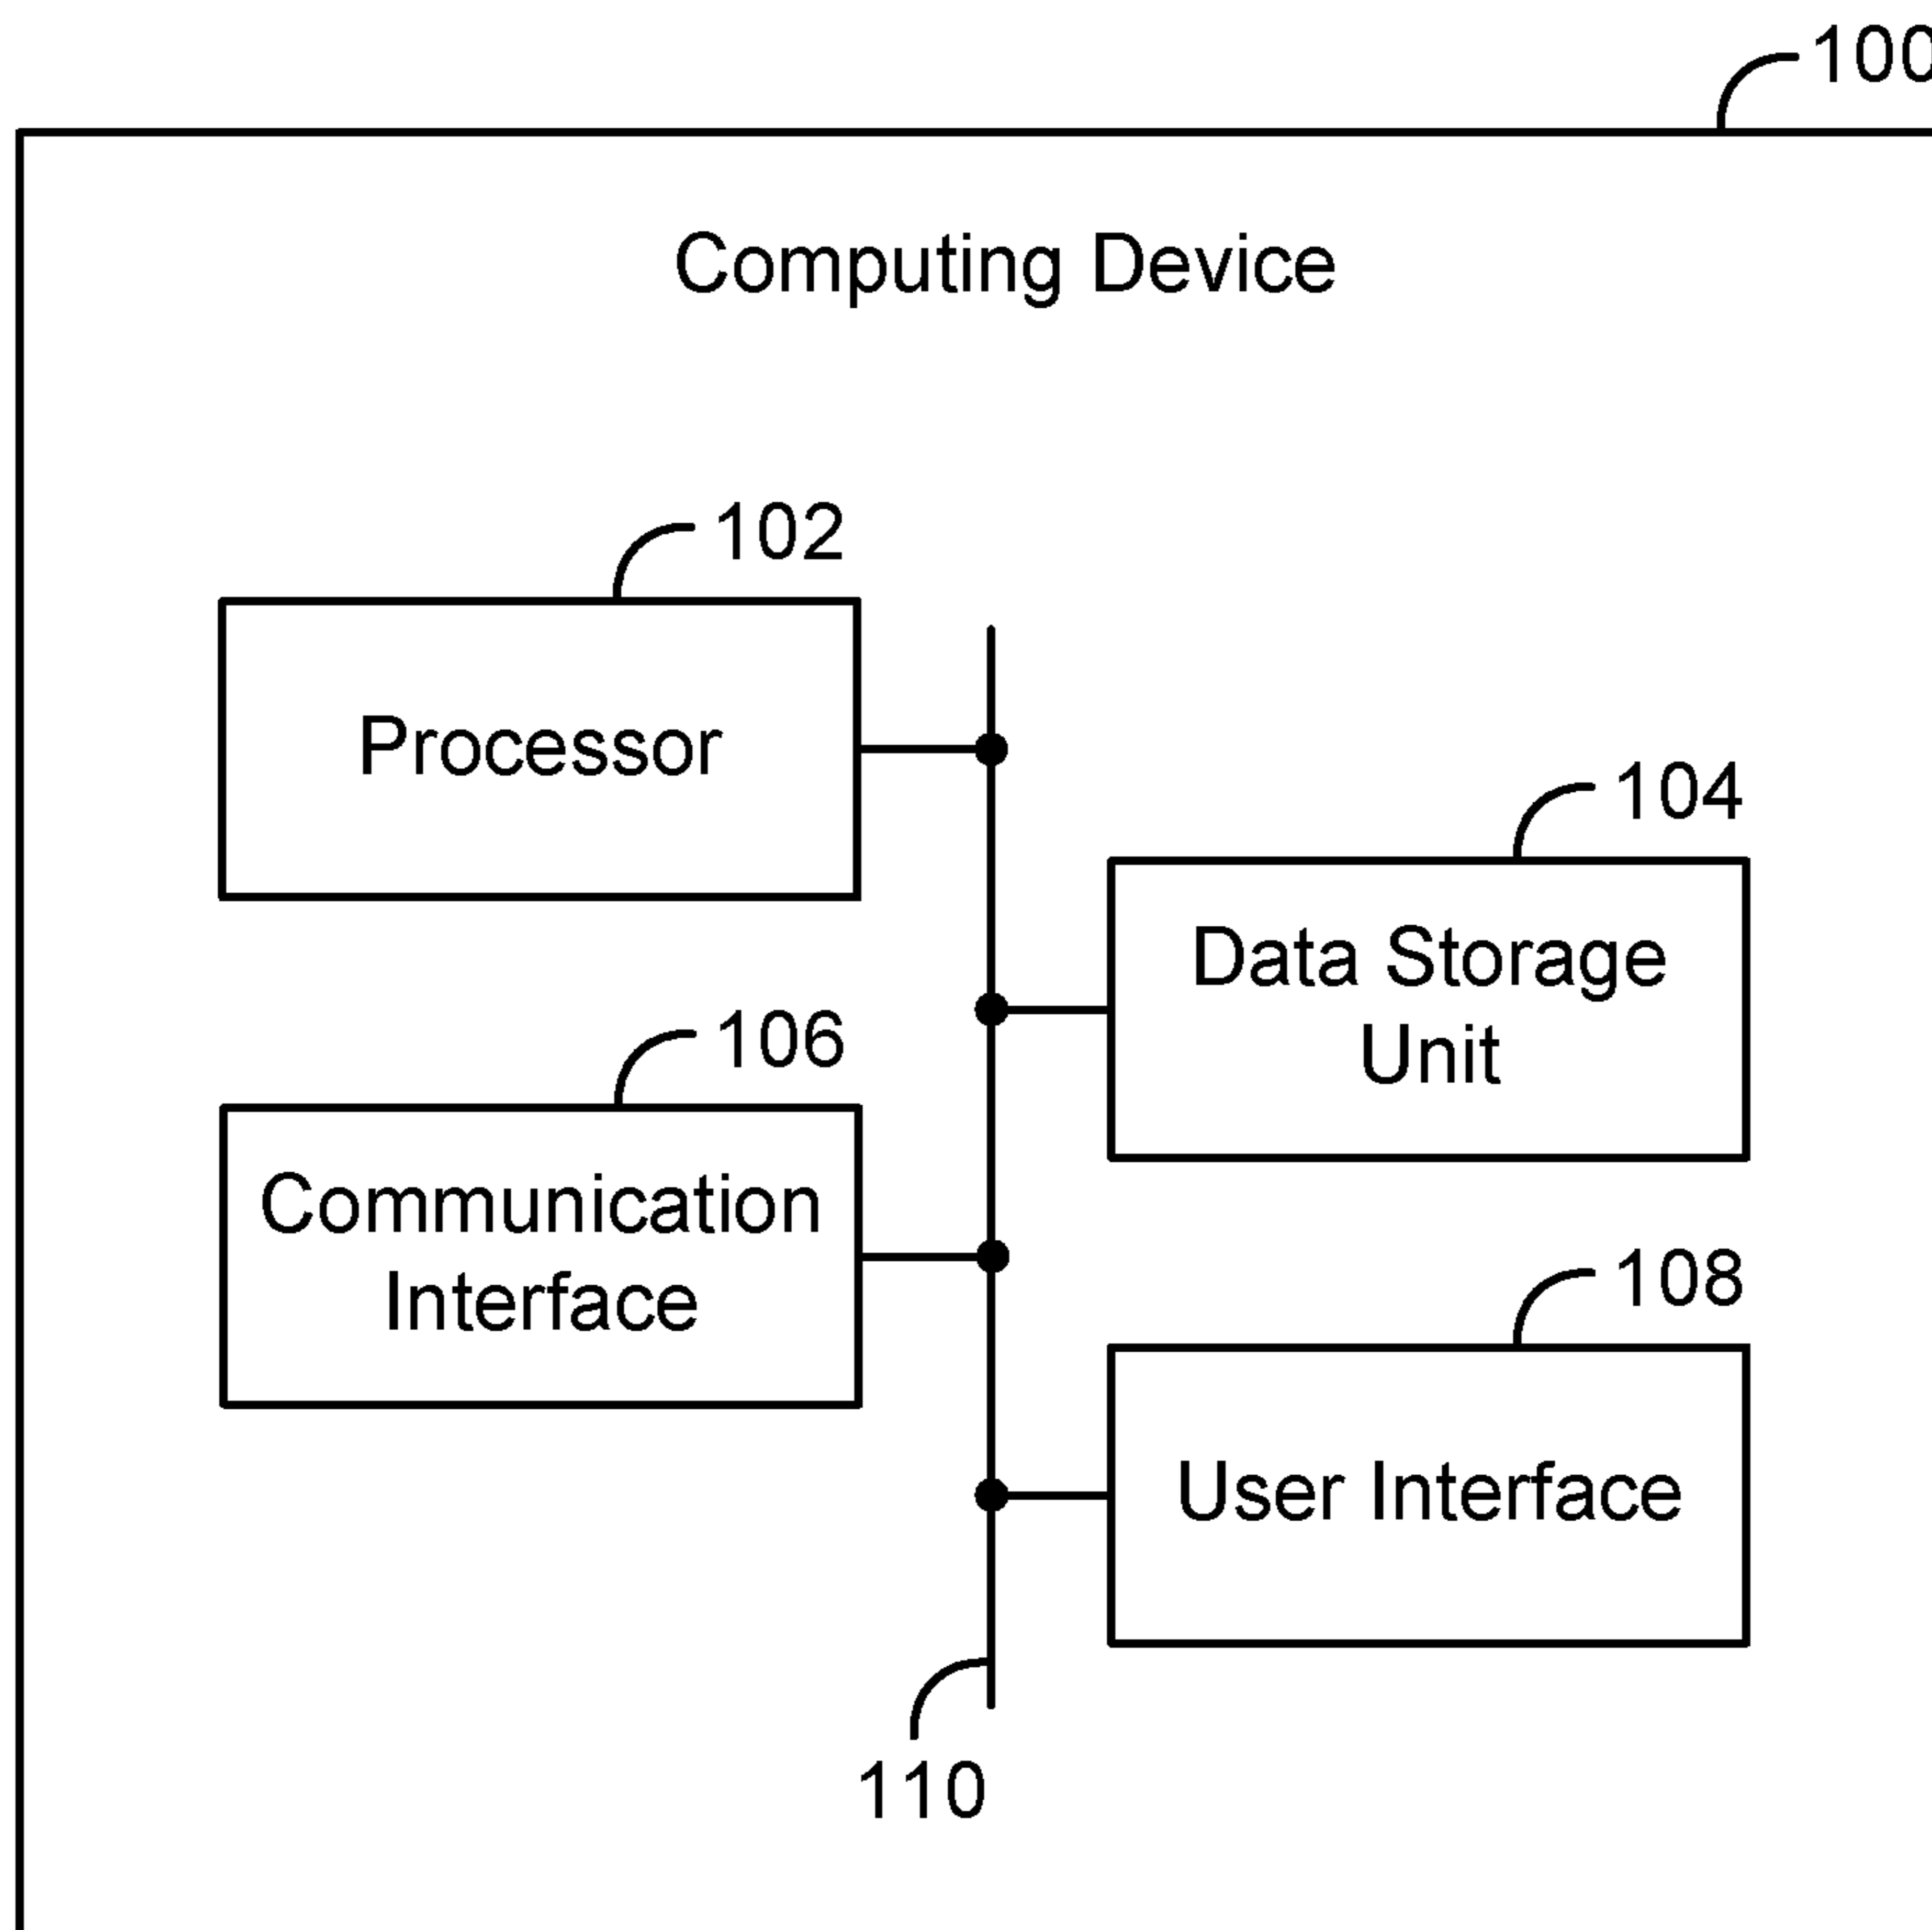 100
Computing Device
102
Processor
104
Data Storage
Unit
106
Communication
Interface
108
User Interface
110